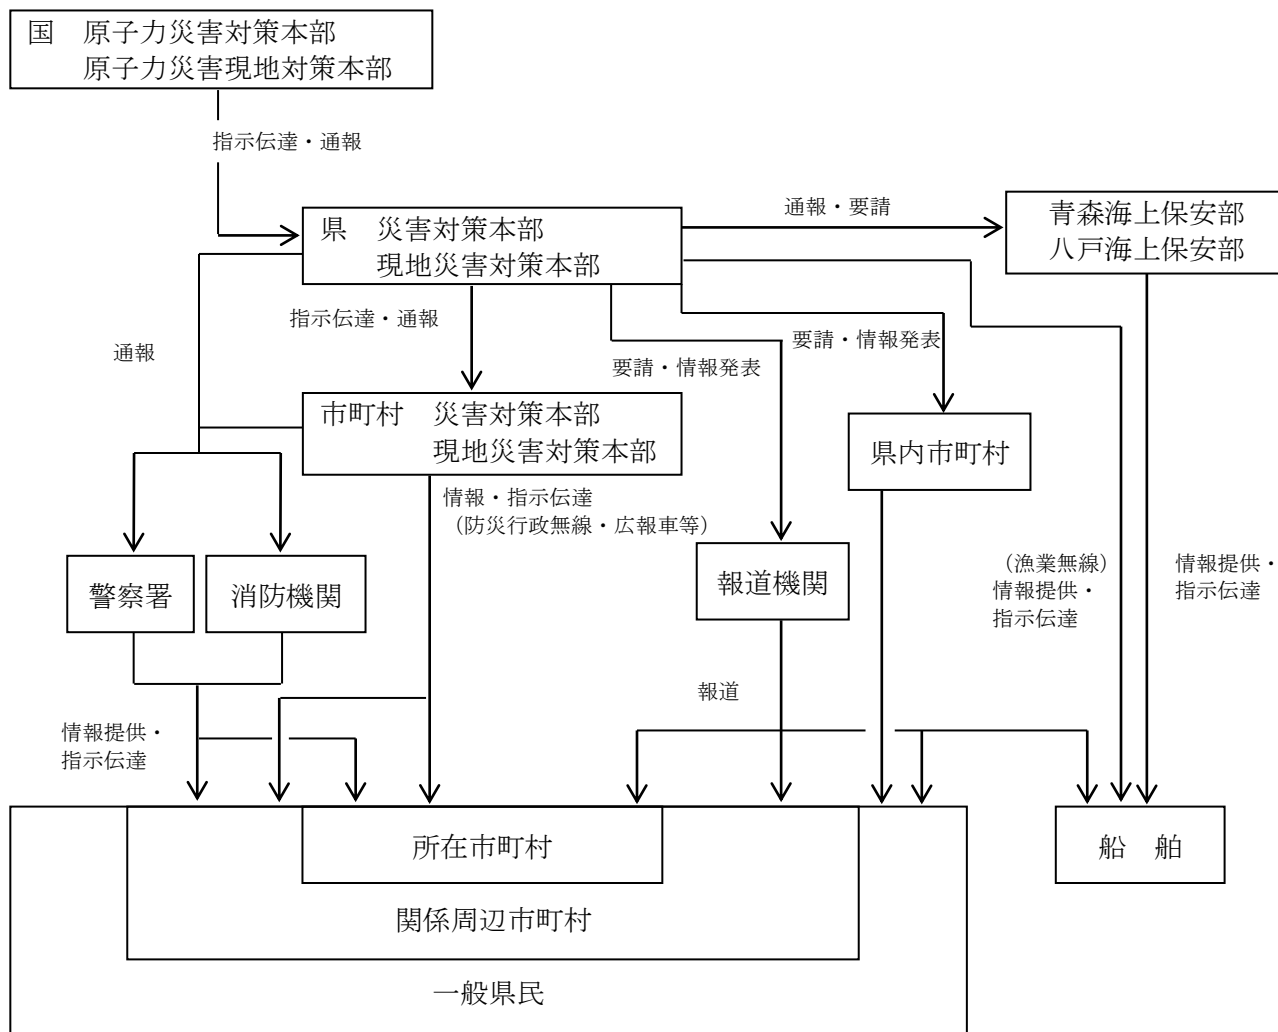 国　原子力災害対策本部
原子力災害現地対策本部
指示伝達・通報
通報・要請
青森海上保安部
八戸海上保安部
県　災害対策本部
現地災害対策本部
指示伝達・通報
通報
要請・情報発表
要請・情報発表
市町村　災害対策本部
現地災害対策本部
県内市町村
情報・指示伝達
（防災行政無線・広報車等）
警察署
消防機関
報道機関
（漁業無線）
情報提供・
指示伝達
情報提供・
指示伝達
報道
情報提供・
指示伝達
所在市町村
船　舶
関係周辺市町村
一般県民